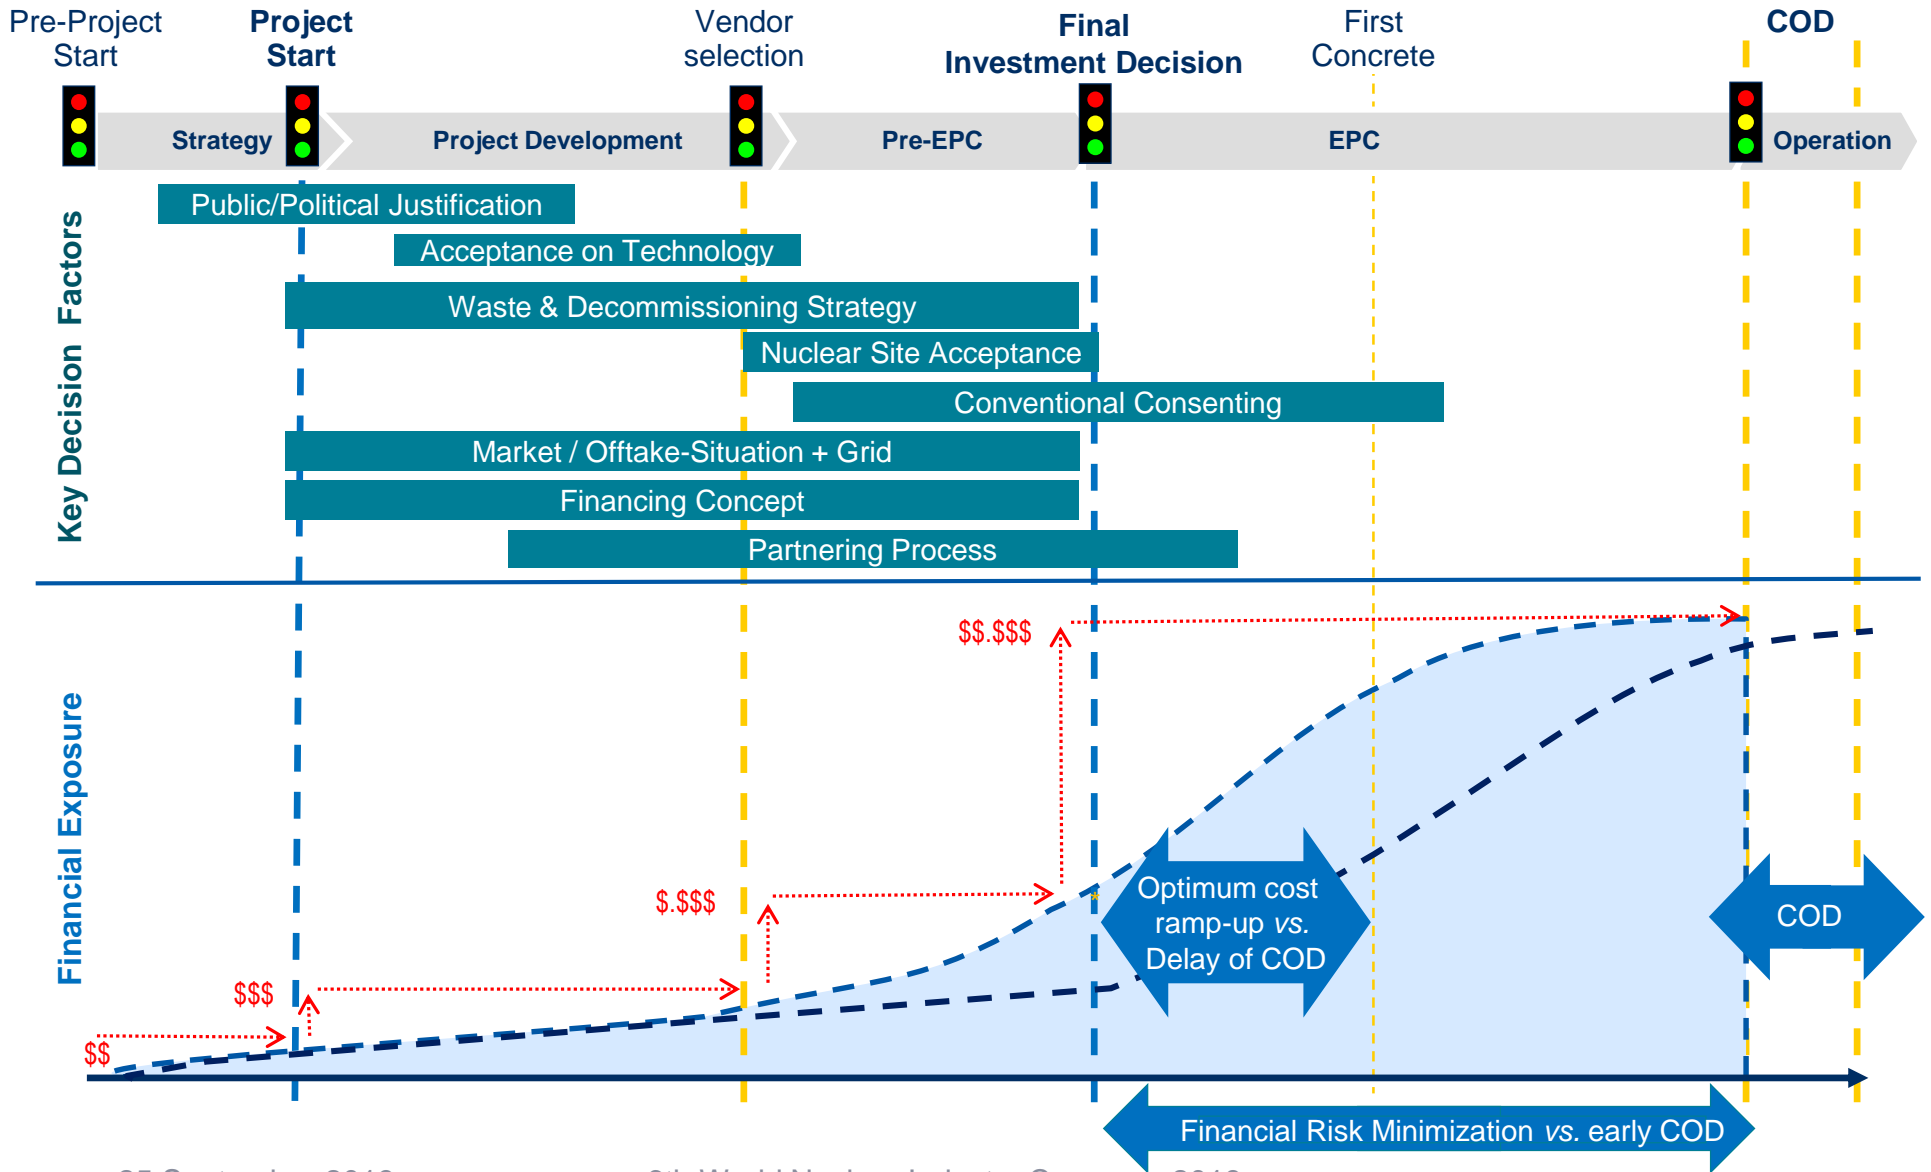 Pre-Project
Start
Project
Start
Vendor
selection
Final
Investment Decision
First
Concrete
COD
Strategy
Project Development
Pre-EPC
EPC
Operation
Key Decision Factors
Public/Political Justification
Acceptance on Technology
Waste & Decommissioning Strategy
Nuclear Site Acceptance
Conventional Consenting
Market / Offtake-Situation + Grid
Financing Concept
Partnering Process
Financial Exposure
$$.$$$
$.$$$
$$$
$$
*
Optimum cost
ramp-up vs.
Delay of COD
COD
Financial Risk Minimization vs. early COD